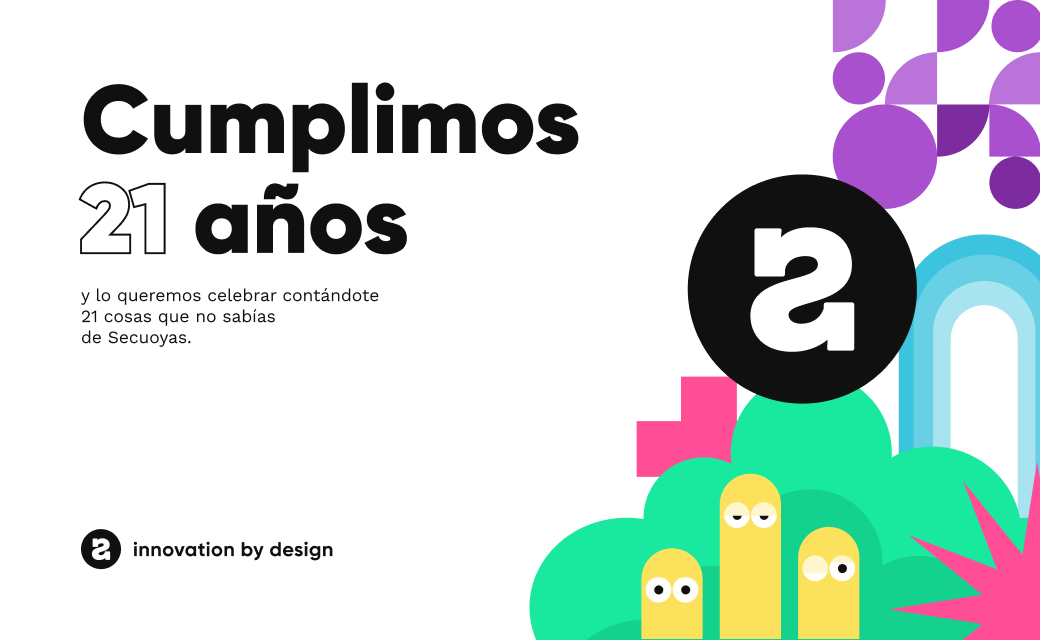 Cumplimos
21 años
y lo queremos celebrar contándote
21 cosas que no sabías
de Secuoyas.
innovation by design